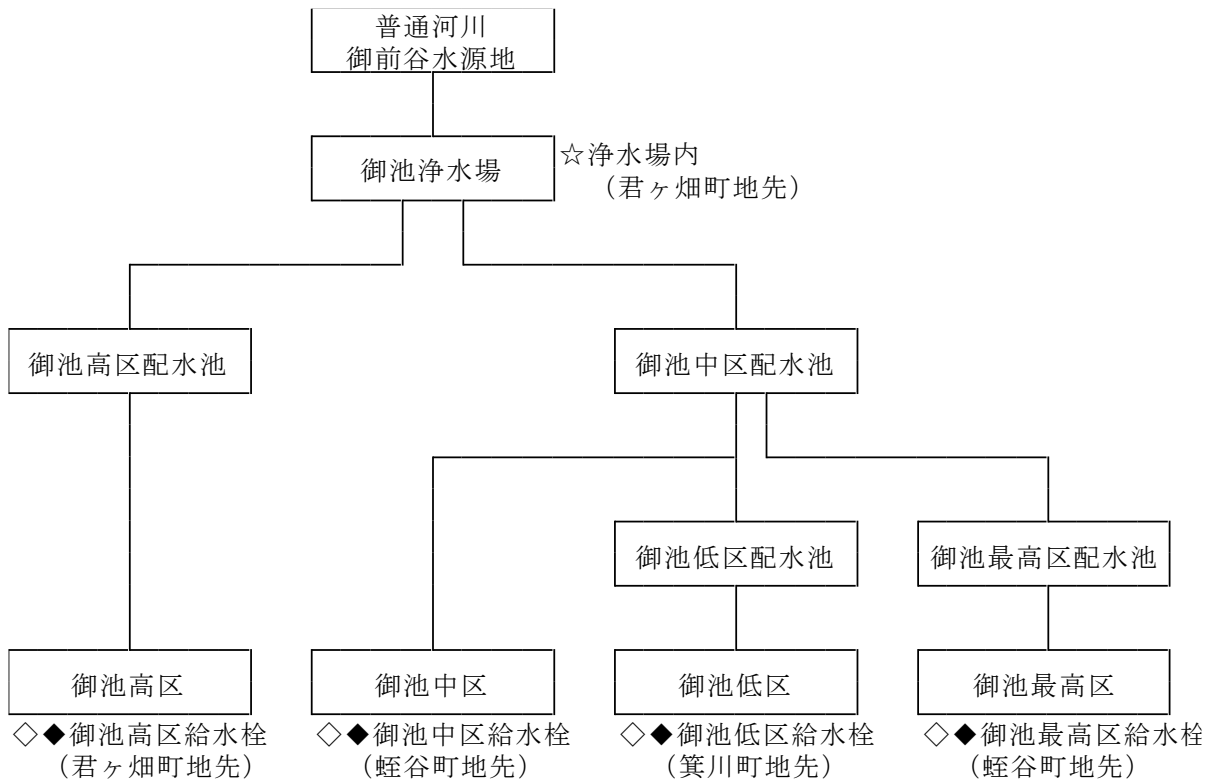 普通河川
御前谷水源地
御池浄水場
☆浄水場内
(君ヶ畑町地先)
御池高区配水池
御池中区配水池
御池低区配水池
御池最高区配水池
御池高区
御池中区
御池低区
御池最高区
◇◆御池高区給水栓
(君ヶ畑町地先)
◇◆御池中区給水栓
(蛭谷町地先)
◇◆御池低区給水栓
(箕川町地先)
◇◆御池最高区給水栓
(蛭谷町地先)